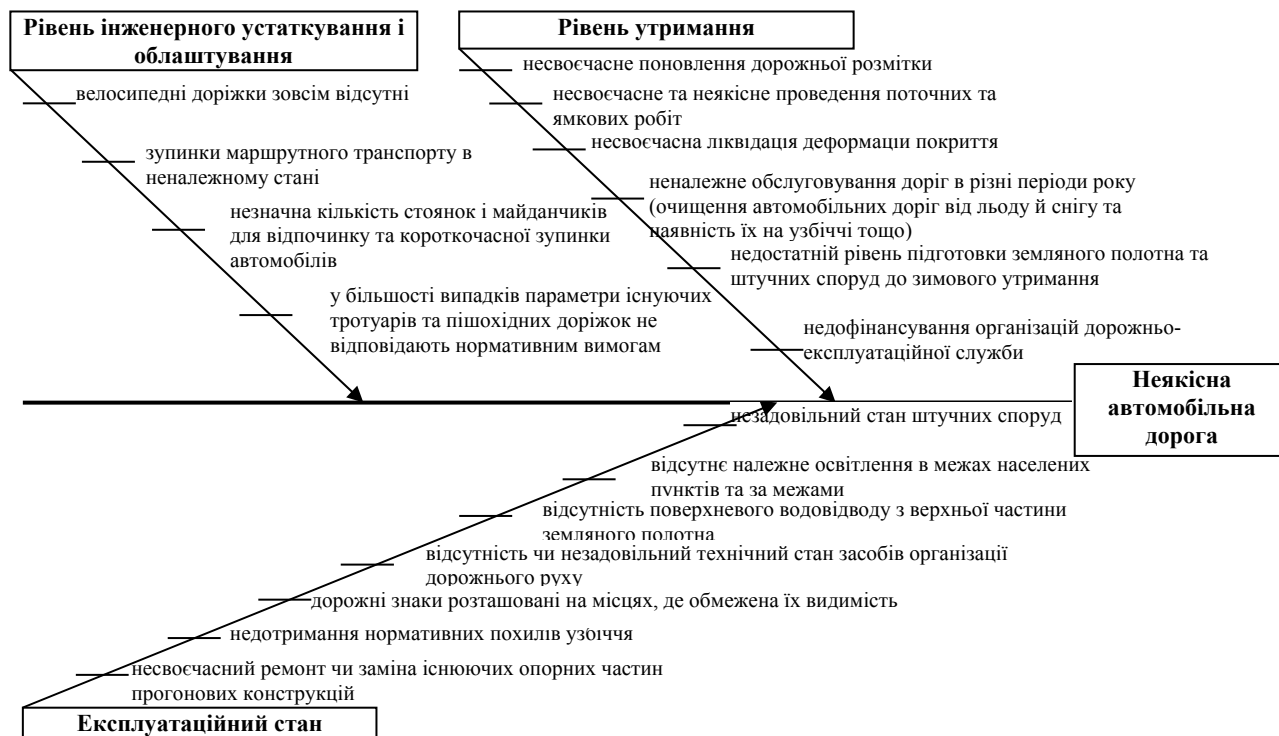 Рівень інженерного устаткування і
облаштування
велосипедні доріжки зовсім відсутні
зупинки маршрутного транспорту в
неналежному стані
незначна кількість стоянок і майданчиків
для відпочинку та короткочасної зупинки
автомобілів
у більшості випадків параметри існуючих
тротуарів та пішохідних доріжок не
відповідають нормативним вимогам
Рівень утримання
несвоєчасне поновлення дорожньої розмітки
несвоєчасне та неякісне проведення поточних та
ямкових робіт
несвоєчасна ліквідація деформації покриття
неналежне обслуговування доріг в різні періоди року
(очищення автомобільних доріг від льоду й снігу та
наявність їх на узбіччі тощо)
недостатній рівень підготовки земляного полотна та
штучних споруд до зимового утримання
недофінансування організацій дорожньо-
експлуатаційної служби
Неякісна
автомобільна
дорога
незадовільний стан штучних споруд
відсутнє належне освітлення в межах населених
пунктів та за межами
відсутність поверхневого водовідводу з верхньої частини
земляного полотна
відсутність чи незадовільний технічний стан засобів організації
дорожнього руху
дорожні знаки розташовані на місцях, де обмежена їх видимість
недотримання нормативних похилів узбіччя
несвоєчасний ремонт чи заміна існюючих опорних частин
прогонових конструкцій
Експлуатаційний стан